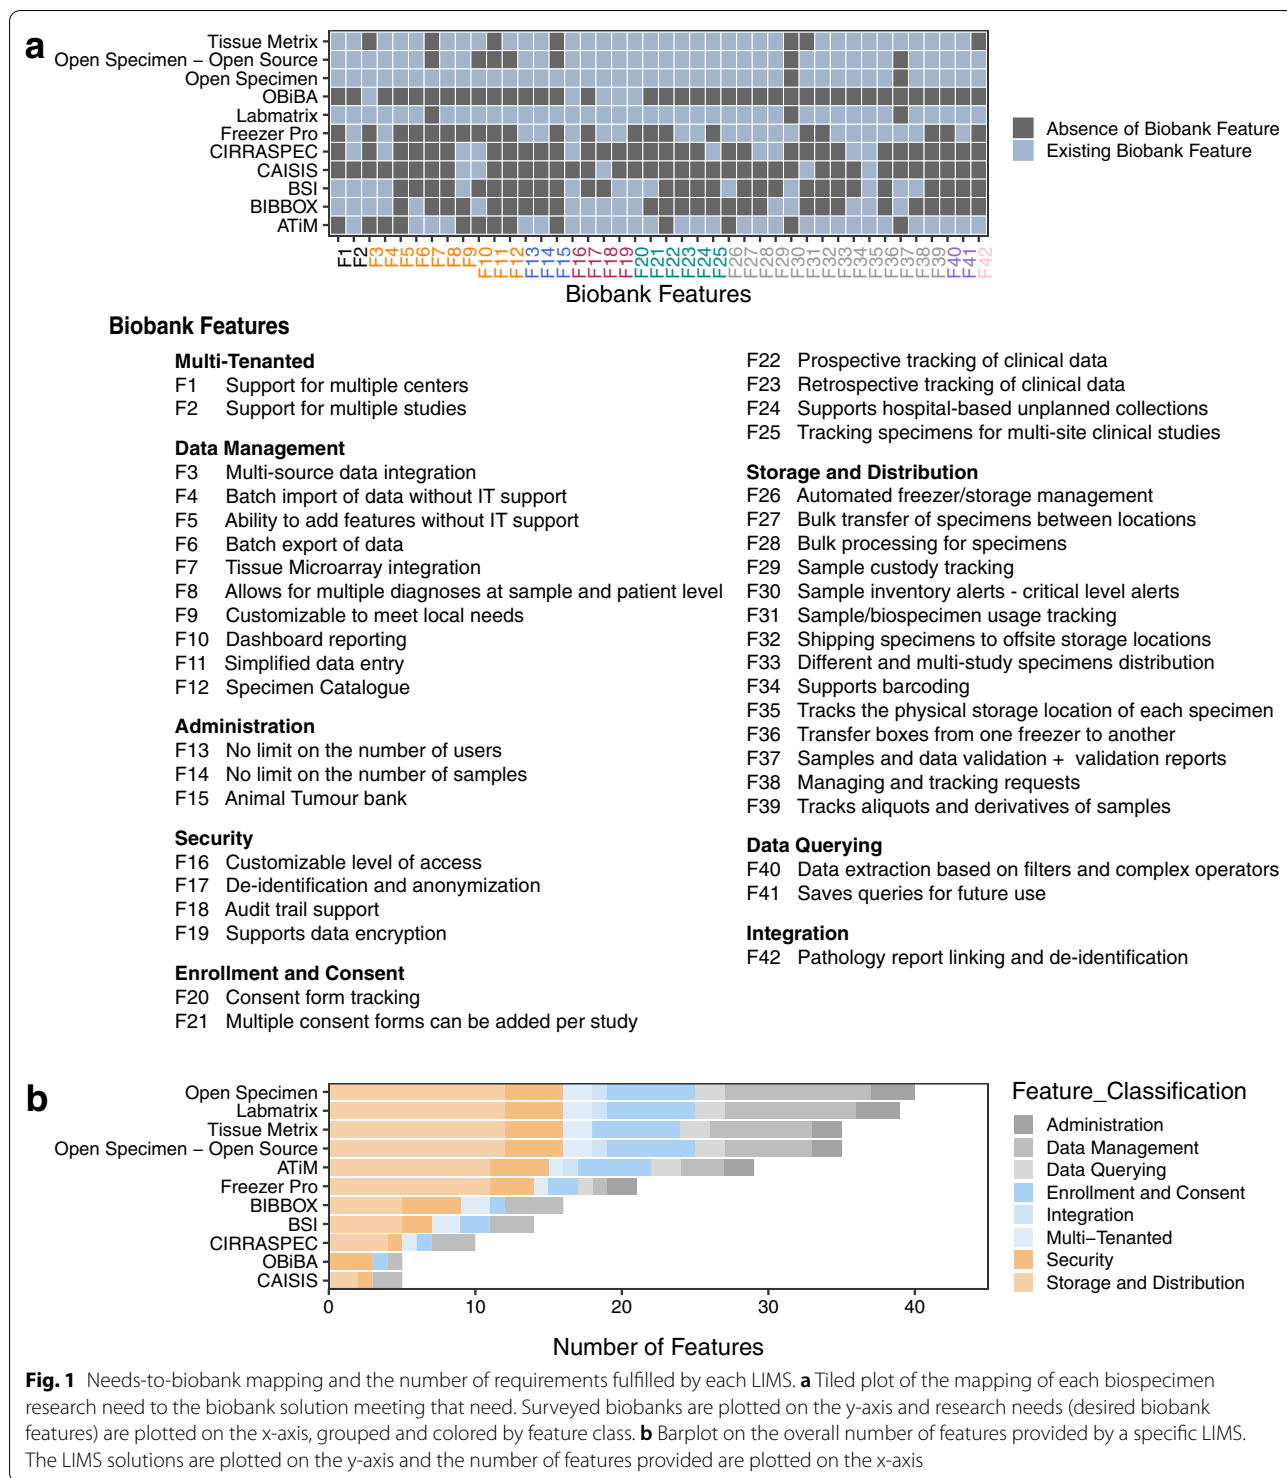 a
Tissue Metrix
Open Specimen – Open Source
Open Specimen
OBiBA
Labmatrix
Freezer Pro
CIRRASPEC
CAISIS
BSI
BIBBOX
ATiM
Absence of Biobank Feature
Existing Biobank Feature
F1 F2 F3 F4 F5 F6 F7 F8 F9 F10 F11 F12 F13 F14 F15 F16 F17 F18 F19 F20 F21 F22 F23 F24 F25 F26 F27 F28 F29 F30 F31 F32 F33 F34 F35 F36 F37 F38 F39 F40 F41 F42
Biobank Features
Biobank Features
Multi-Tenanted
F1 Support for multiple centers
F2 Support for multiple studies
Data Management
F3 Multi-source data integration
F4 Batch import of data without IT support
F5 Ability to add features without IT support
F6 Batch export of data
F7 Tissue Microarray integration
F8 Allows for multiple diagnoses at sample and patient level
F9 Customizable to meet local needs
F10 Dashboard reporting
F11 Simplified data entry
F12 Specimen Catalogue
Administration
F13 No limit on the number of users
F14 No limit on the number of samples
F15 Animal Tumour bank
Security
F16 Customizable level of access
F17 De-identification and anonymization
F18 Audit trail support
F19 Supports data encryption
Enrollment and Consent
F20 Consent form tracking
F21 Multiple consent forms can be added per study
F22 Prospective tracking of clinical data
F23 Retrospective tracking of clinical data
F24 Supports hospital-based unplanned collections
F25 Tracking specimens for multi-site clinical studies
Storage and Distribution
F26 Automated freezer/storage management
F27 Bulk transfer of specimens between locations
F28 Bulk processing for specimens
F29 Sample custody tracking
F30 Sample inventory alerts - critical level alerts
F31 Sample/biospecimen usage tracking
F32 Shipping specimens to offsite storage locations
F33 Different and multi-study specimens distribution
F34 Supports barcoding
F35 Tracks the physical storage location of each specimen
F36 Transfer boxes from one freezer to another
F37 Samples and data validation + validation reports
F38 Managing and tracking requests
F39 Tracks aliquots and derivatives of samples
Data Querying
F40 Data extraction based on filters and complex operators
F41 Saves queries for future use
Integration
F42 Pathology report linking and de-identification
b
Open Specimen
Labmatrix
Tissue Metrix
Open Specimen – Open Source
ATiM
Freezer Pro
BIBBOX
BSI
CIRRASPEC
OBiBA
CAISIS
0 10 20 30 40
Number of Features
Feature_Classification
Administration
Data Management
Data Querying
Enrollment and Consent
Integration
Multi–Tenanted
Security
Storage and Distribution
Fig. 1 Needs-to-biobank mapping and the number of requirements fulfilled by each LIMS. a Tiled plot of the mapping of each biospecimen
research need to the biobank solution meeting that need. Surveyed biobanks are plotted on the y-axis and research needs (desired biobank
features) are plotted on the x-axis, grouped and colored by feature class. b Barplot on the overall number of features provided by a specific LIMS.
The LIMS solutions are plotted on the y-axis and the number of features provided are plotted on the x-axis